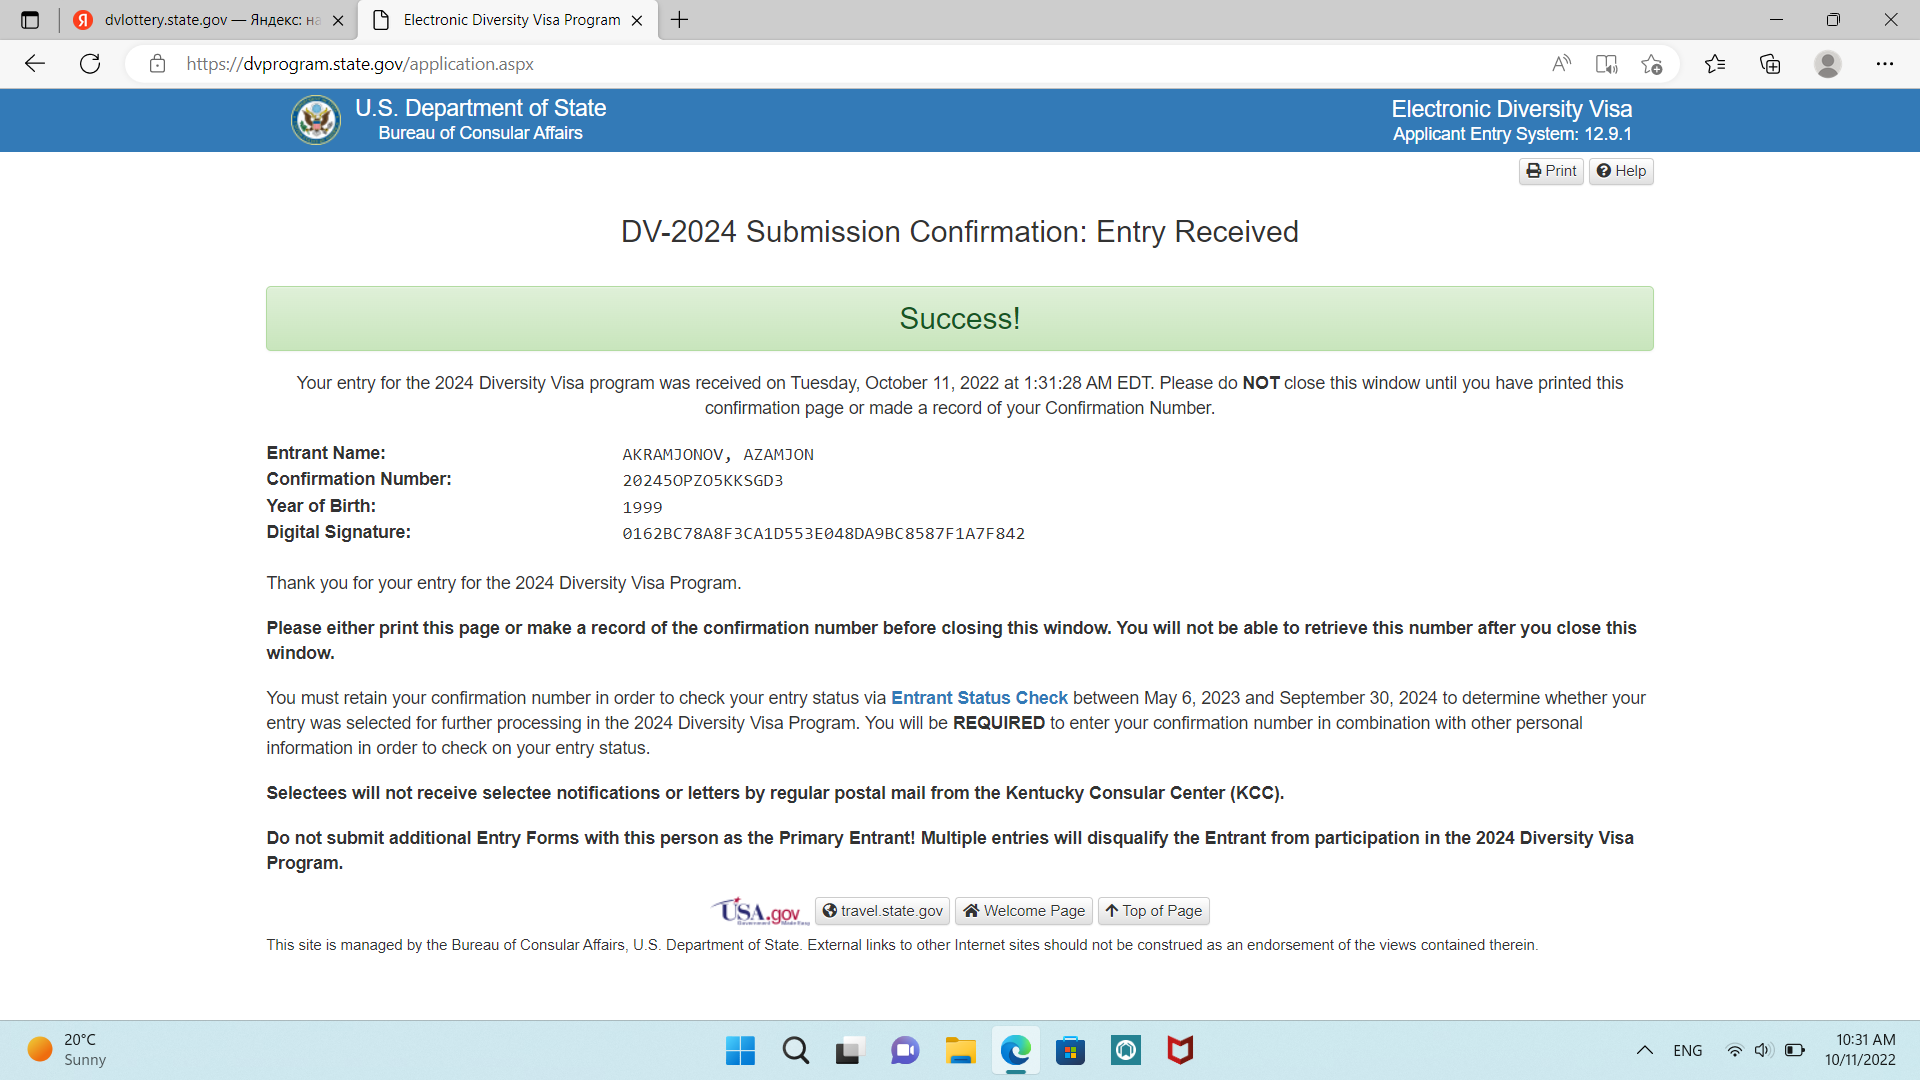 dvlottery.state.gov — Яндекс: на
Electronic Diversity Visa Program
https://dvprogram.state.gov/application.aspx
U.S. Department of State
Bureau of Consular Affairs
Electronic Diversity Visa
Applicant Entry System: 12.9.1
Print
Help
DV-2024 Submission Confirmation: Entry Received
Success!
Your entry for the 2024 Diversity Visa program was received on Tuesday, October 11, 2022 at 1:31:28 AM EDT. Please do NOT close this window until you have printed this
confirmation page or made a record of your Confirmation Number.
Entrant Name: AKRAMJONOV, AZAMJON
Confirmation Number: 20245OPZO5KKSGD3
Year of Birth: 1999
Digital Signature: 0162BC78A8F3CA1D553E048DA9BC8587F1A7F842
Thank you for your entry for the 2024 Diversity Visa Program.
Please either print this page or make a record of the confirmation number before closing this window. You will not be able to retrieve this number after you close this
window.
You must retain your confirmation number in order to check your entry status via Entrant Status Check between May 6, 2023 and September 30, 2024 to determine whether your
entry was selected for further processing in the 2024 Diversity Visa Program. You will be REQUIRED to enter your confirmation number in combination with other personal
information in order to check on your entry status.
Selectees will not receive selectee notifications or letters by regular postal mail from the Kentucky Consular Center (KCC).
Do not submit additional Entry Forms with this person as the Primary Entrant! Multiple entries will disqualify the Entrant from participation in the 2024 Diversity Visa
Program.
USA.gov
travel.state.gov
Welcome Page
Top of Page
This site is managed by the Bureau of Consular Affairs, U.S. Department of State. External links to other Internet sites should not be construed as an endorsement of the views contained therein.
20°C
Sunny
ENG
10:31 AM
10/11/2022